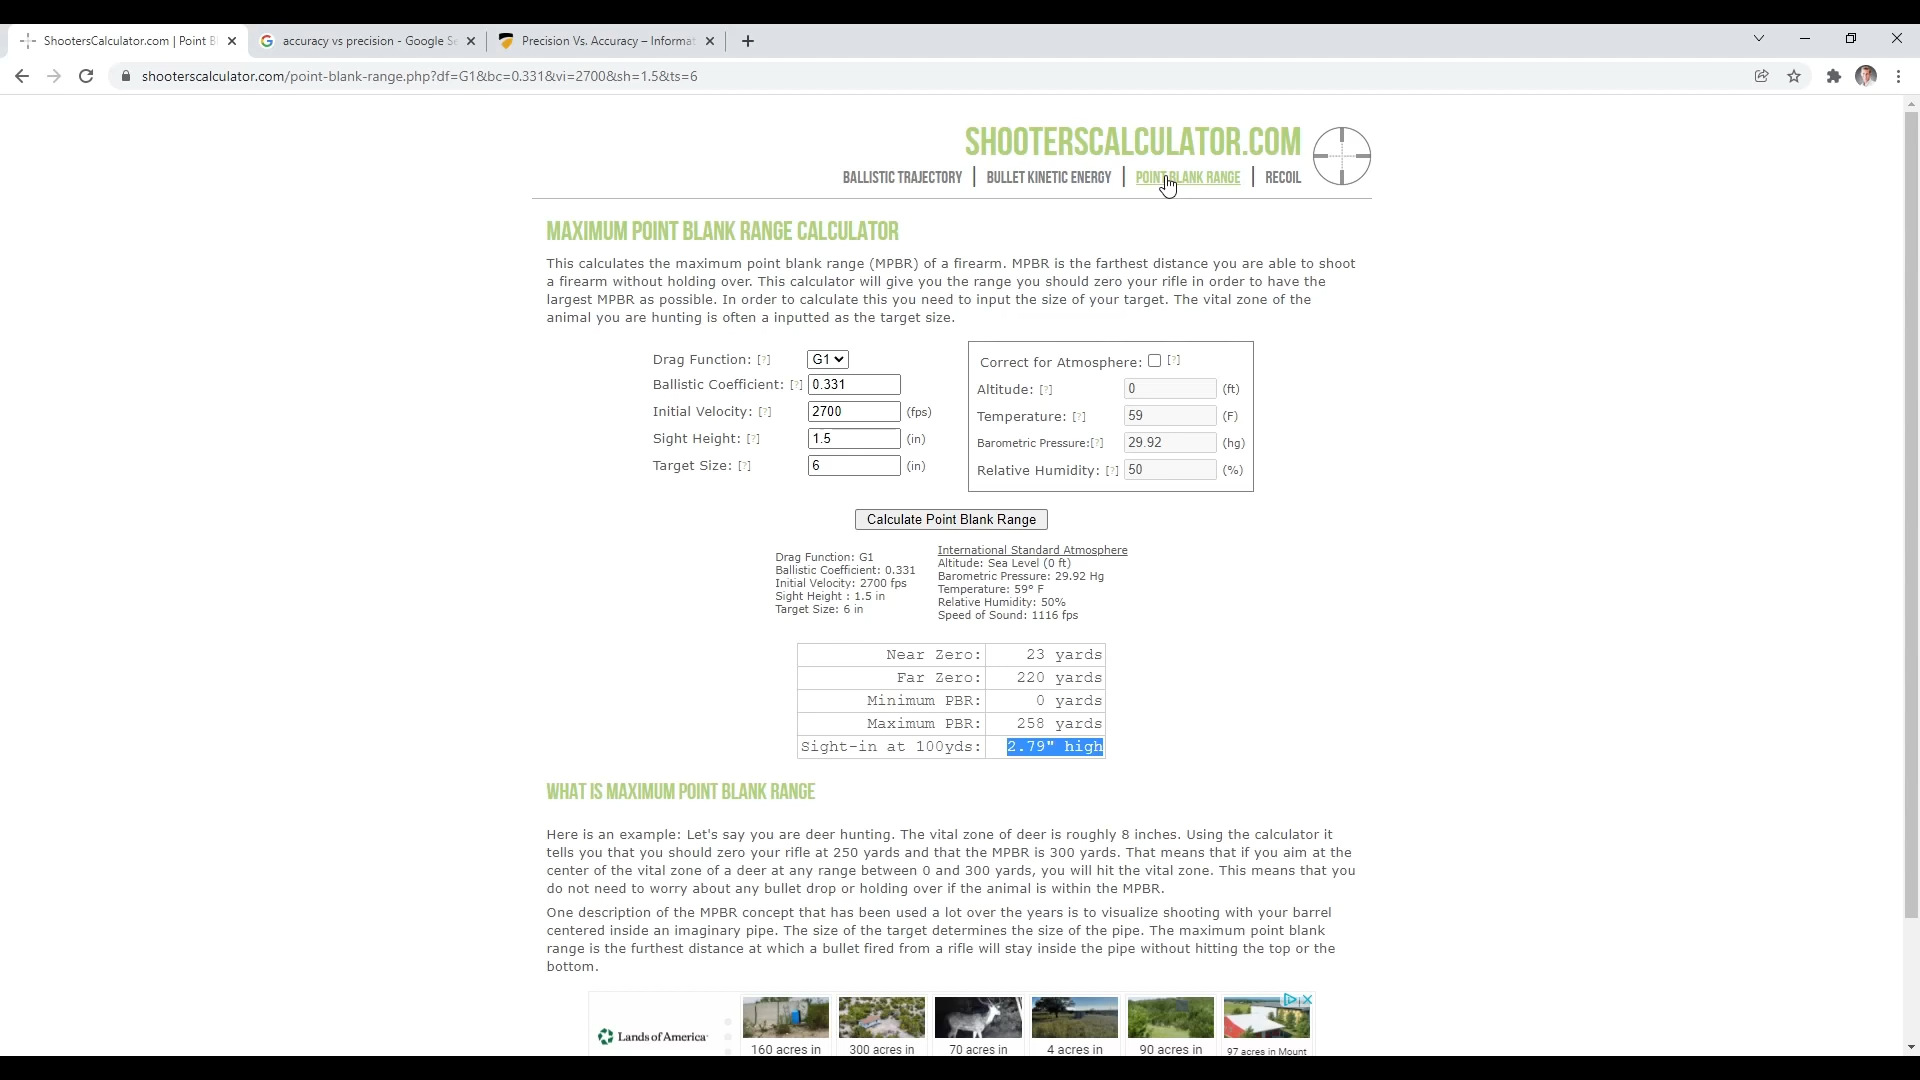 ShootersCalculator.com | Point B
accuracy vs precision - Google Se
Precision Vs. Accuracy – Informat
shooterscalculator.com/point-blank-range.php?df=G1&bc=0.331&vi=2700&sh=1.5&ts=6
SHOOTERSCALCULATOR.COM
BALLISTIC TRAJECTORY | BULLET KINETIC ENERGY | POINT BLANK RANGE | RECOIL
MAXIMUM POINT BLANK RANGE CALCULATOR
This calculates the maximum point blank range (MPBR) of a firearm. MPBR is the farthest distance you are able to shoot
a firearm without holding over. This calculator will give you the range you should zero your rifle in order to have the
largest MPBR as possible. In order to calculate this you need to input the size of your target. The vital zone of the
animal you are hunting is often a inputted as the target size.
Drag Function: [?] G1
Ballistic Coefficient: [?] 0.331
Initial Velocity: [?] 2700 (fps)
Sight Height: [?] 1.5 (in)
Target Size: [?] 6 (in)
Correct for Atmosphere: [?]
Altitude: [?] 0 (ft)
Temperature: [?] 59 (F)
Barometric Pressure:[?] 29.92 (hg)
Relative Humidity: [?] 50 (%)
Calculate Point Blank Range
Drag Function: G1
Ballistic Coefficient: 0.331
Initial Velocity: 2700 fps
Sight Height : 1.5 in
Target Size: 6 in
International Standard Atmosphere
Altitude: Sea Level (0 ft)
Barometric Pressure: 29.92 Hg
Temperature: 59° F
Relative Humidity: 50%
Speed of Sound: 1116 fps
Near Zero: 23 yards
Far Zero: 220 yards
Minimum PBR: 0 yards
Maximum PBR: 258 yards
Sight-in at 100yds: 2.79" high
WHAT IS MAXIMUM POINT BLANK RANGE
Here is an example: Let's say you are deer hunting. The vital zone of deer is roughly 8 inches. Using the calculator it
tells you that you should zero your rifle at 250 yards and that the MPBR is 300 yards. That means that if you aim at the
center of the vital zone of a deer at any range between 0 and 300 yards, you will hit the vital zone. This means that you
do not need to worry about any bullet drop or holding over if the animal is within the MPBR.
One description of the MPBR concept that has been used a lot over the years is to visualize shooting with your barrel
centered inside an imaginary pipe. The size of the target determines the size of the pipe. The maximum point blank
range is the furthest distance at which a bullet fired from a rifle will stay inside the pipe without hitting the top or the
bottom.
Lands of America
160 acres in
300 acres in
70 acres in
4 acres in
90 acres in
97 acres in Mount